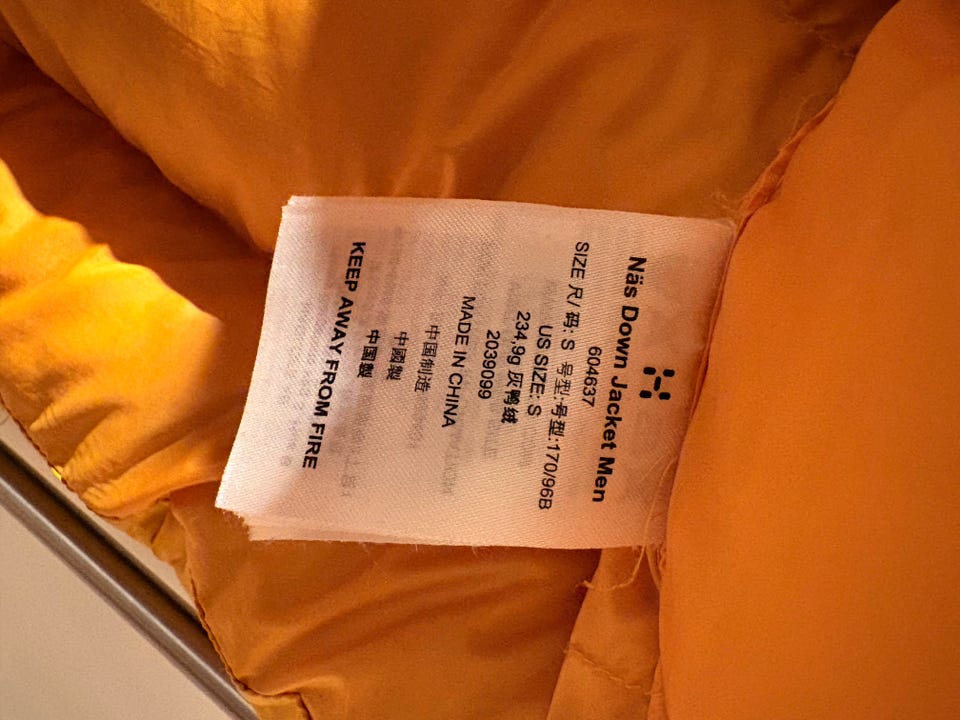 Näs Down Jacket Men
604637
SIZE 尺/ 码: S 号型:号型:170/96B
US SIZE: S
234,9g 灰鸭绒
2039099
MADE IN CHINA
中国制造
中國製
中国製
KEEP AWAY FROM FIRE